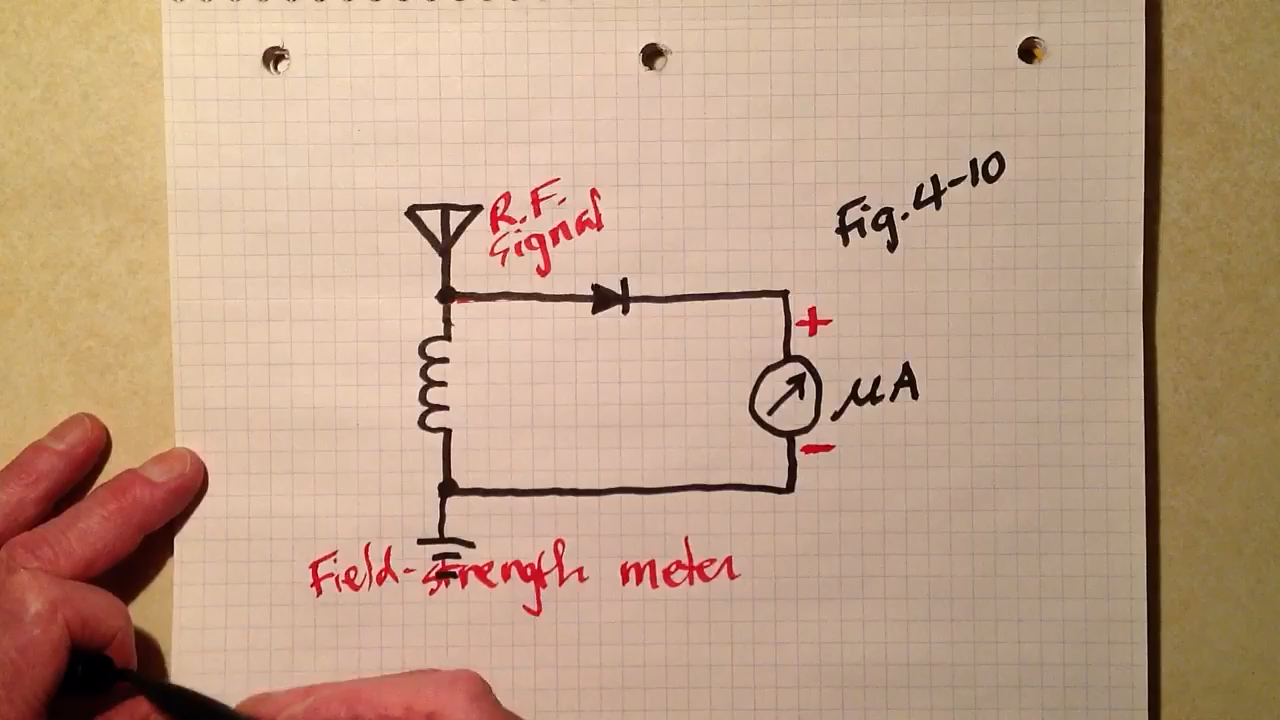 R.F.
Signal
Fig. 4-10
+
μA
-
Field-strength meter